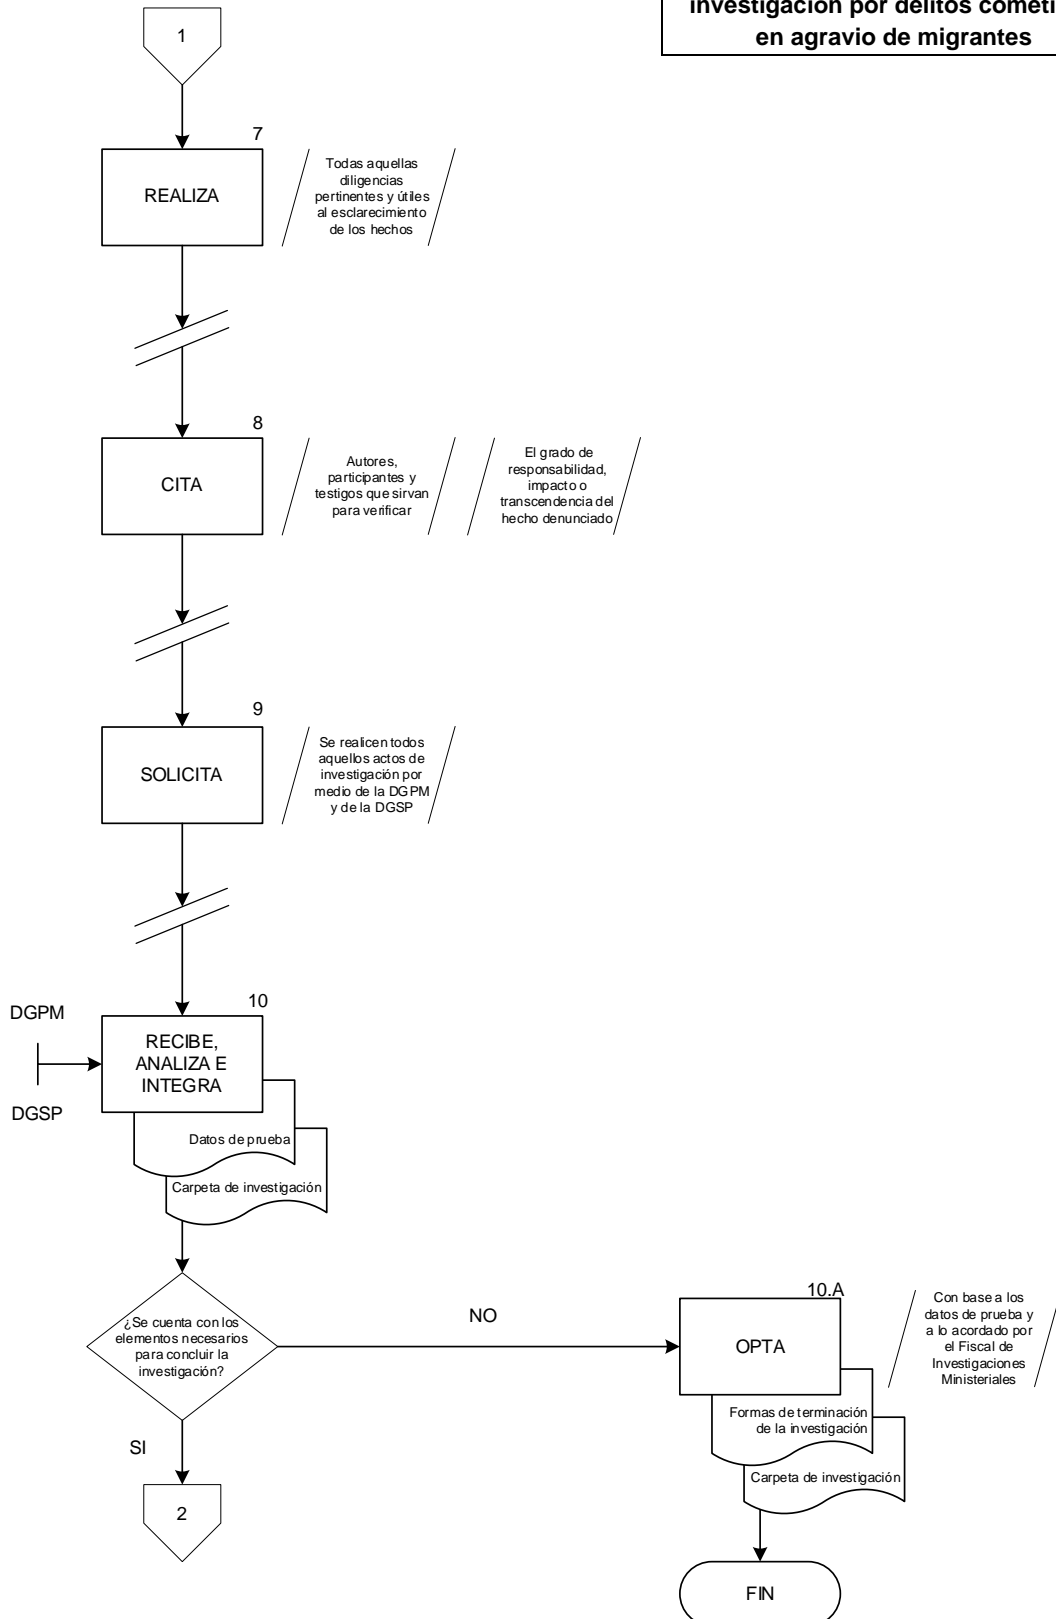 investigación por delitos
en agravio de migrantes
1
7
REALIZA
Todas aquellas
diligencias
pertinentes y útiles
al esclarecimiento
de los hechos
8
CITA
Autores,
participantes y
testigos que sirvan
para verificar
El grado de
responsabilidad,
impacto o
transcendencia del
hecho denunciado
9
SOLICITA
Se realicen todos
aquellos actos de
investigación por
medio de la DGPM
y de la DGSP
10
DGPM
DGSP
RECIBE,
ANALIZA E
INTEGRA
Datos de prueba
Carpeta de investigación
¿Se cuenta con los
elementos necesarios
para concluir la
investigación?
NO
SI
2
10.A
OPTA
Con base a los
datos de prueba y
a lo acordado por
el Fiscal de
Investigaciones
Ministeriales
Formas de terminación
de la investigación
Carpeta de investigación
FIN